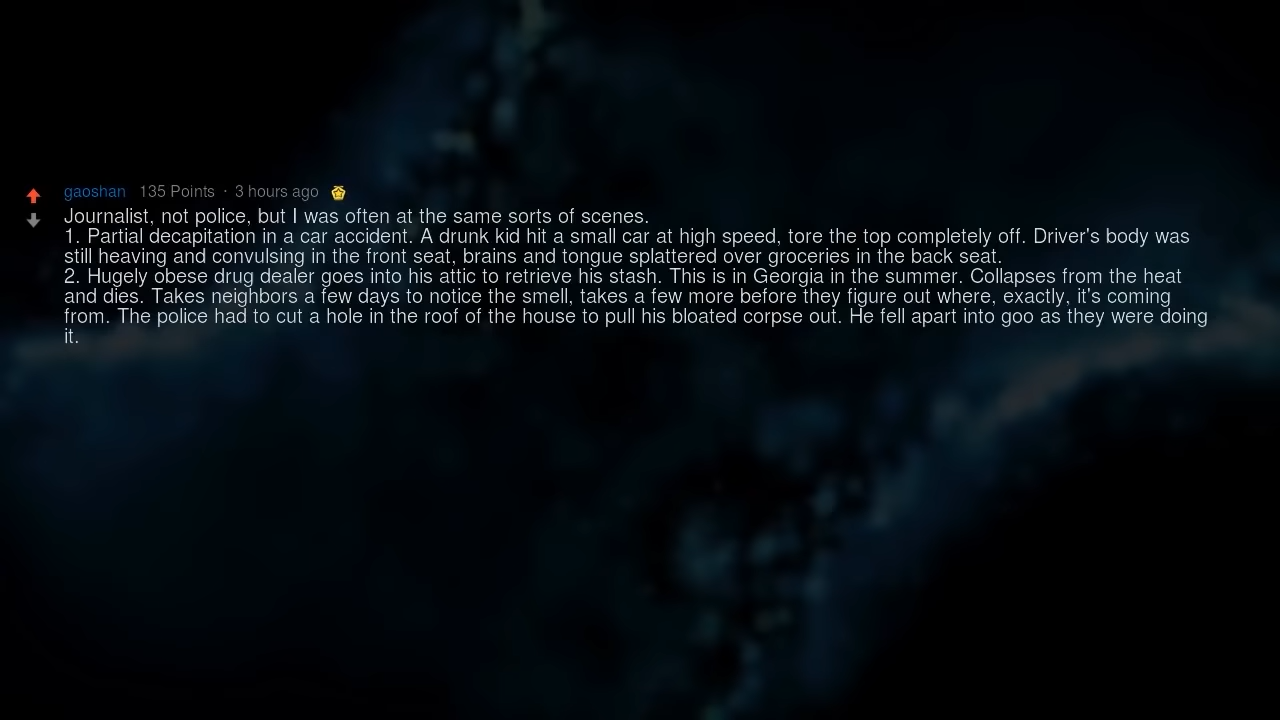 gaoshan 135 Points · 3 hours ago
Journalist, not police, but I was often at the same sorts of scenes.
1. Partial decapitation in a car accident. A drunk kid hit a small car at high speed, tore the top completely off. Driver's body was
still heaving and convulsing in the front seat, brains and tongue splattered over groceries in the back seat.
2. Hugely obese drug dealer goes into his attic to retrieve his stash. This is in Georgia in the summer. Collapses from the heat
and dies. Takes neighbors a few days to notice the smell, takes a few more before they figure out where, exactly, it's coming
from. The police had to cut a hole in the roof of the house to pull his bloated corpse out. He fell apart into goo as they were doing
it.